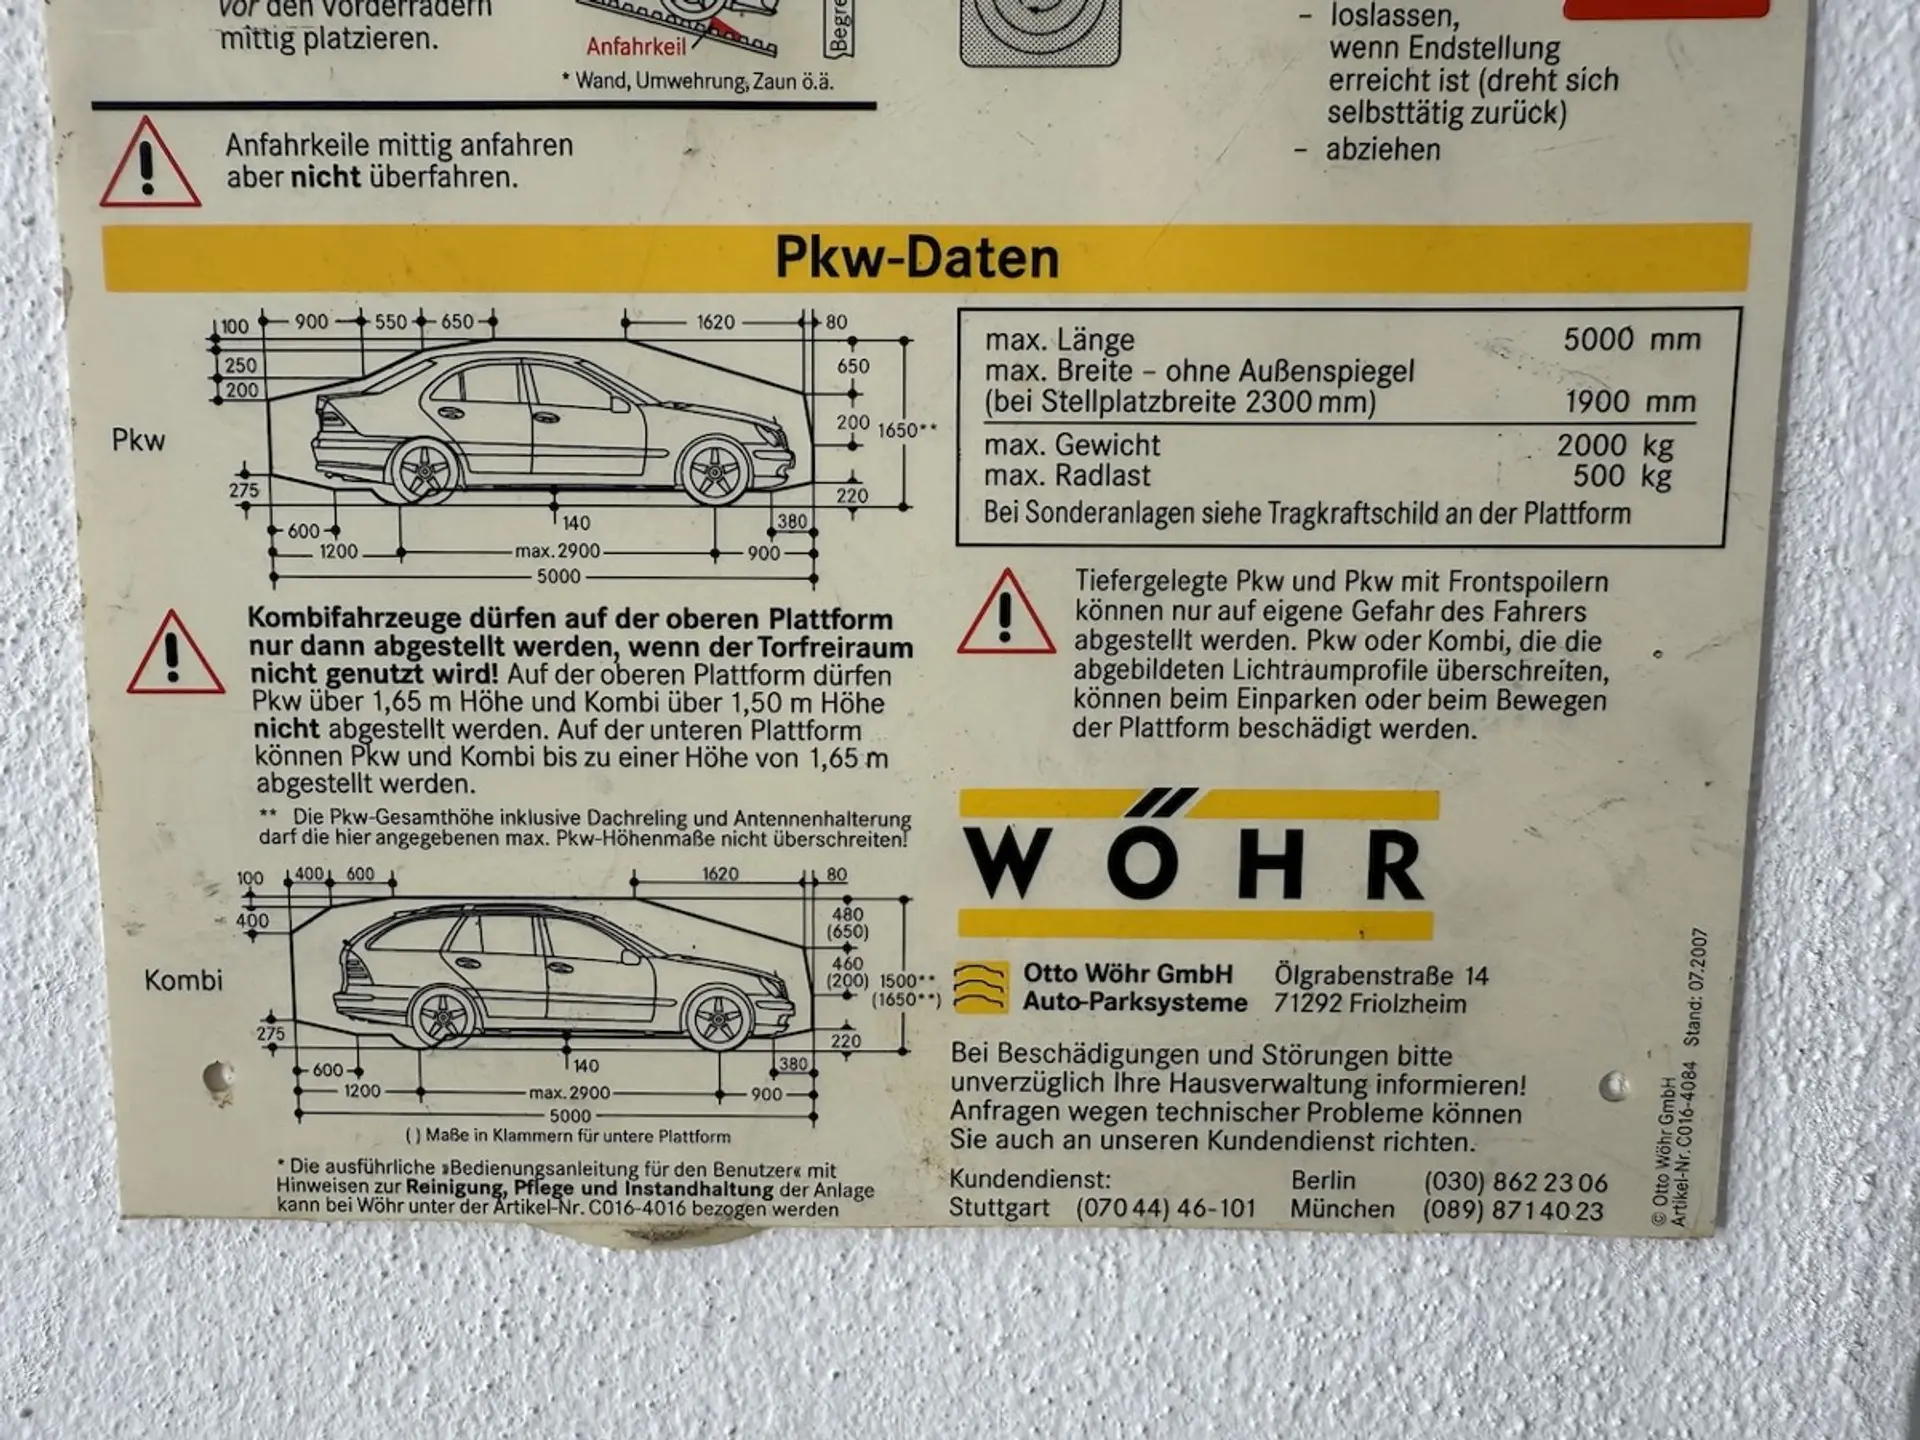 vor den Vorderrädern
mittig platzieren.
Anfahrkeil
* Wand, Umwehrung, Zaun ö.ä.
- loslassen,
wenn Endstellung
erreicht ist (dreht sich
selbsttätig zurück)
- abziehen
Anfahrkeile mittig anfahren
aber nicht überfahren.
Pkw-Daten
100 900 550 650 1620 80
250
200
650
Pkw
200 1650**
275
220
600 140 380
1200 max. 2900 900
5000
max. Länge 5000 mm
max. Breite - ohne Außenspiegel
(bei Stellplatzbreite 2300 mm) 1900 mm
max. Gewicht 2000 kg
max. Radlast 500 kg
Bei Sonderanlagen siehe Tragkraftschild an der Plattform
Kombifahrzeuge dürfen auf der oberen Plattform
nur dann abgestellt werden, wenn der Torfreiraum
nicht genutzt wird! Auf der oberen Plattform dürfen
Pkw über 1,65 m Höhe und Kombi über 1,50 m Höhe
nicht abgestellt werden. Auf der unteren Plattform
können Pkw und Kombi bis zu einer Höhe von 1,65 m
abgestellt werden.
** Die Pkw-Gesamthöhe inklusive Dachreling und Antennenhalterung
darf die hier angegebenen max. Pkw-Höhenmaße nicht überschreiten!
Tiefergelegte Pkw und Pkw mit Frontspoilern
können nur auf eigene Gefahr des Fahrers
abgestellt werden. Pkw oder Kombi, die die
abgebildeten Lichtraumprofile überschreiten,
können beim Einparken oder beim Bewegen
der Plattform beschädigt werden.
100 400 600 1620 80
400
480
(650)
Kombi
460
(200) 1500**
(1650**)
275
220
600 140 380
1200 max. 2900 900
5000
( ) Maße in Klammern für untere Plattform
* Die ausführliche »Bedienungsanleitung für den Benutzer« mit
Hinweisen zur Reinigung, Pflege und Instandhaltung der Anlage
kann bei Wöhr unter der Artikel-Nr. C016-4016 bezogen werden
WÖHR
Otto Wöhr GmbH Ölgrabenstraße 14
Auto-Parksysteme 71292 Friolzheim
Bei Beschädigungen und Störungen bitte
unverzüglich Ihre Hausverwaltung informieren!
Anfragen wegen technischer Probleme können
Sie auch an unseren Kundendienst richten.
Kundendienst: Berlin (030) 862 23 06
Stuttgart (070 44) 46-101 München (089) 871 40 23
© Otto Wöhr GmbH
Artikel-Nr. C016-4084 Stand: 07.2007